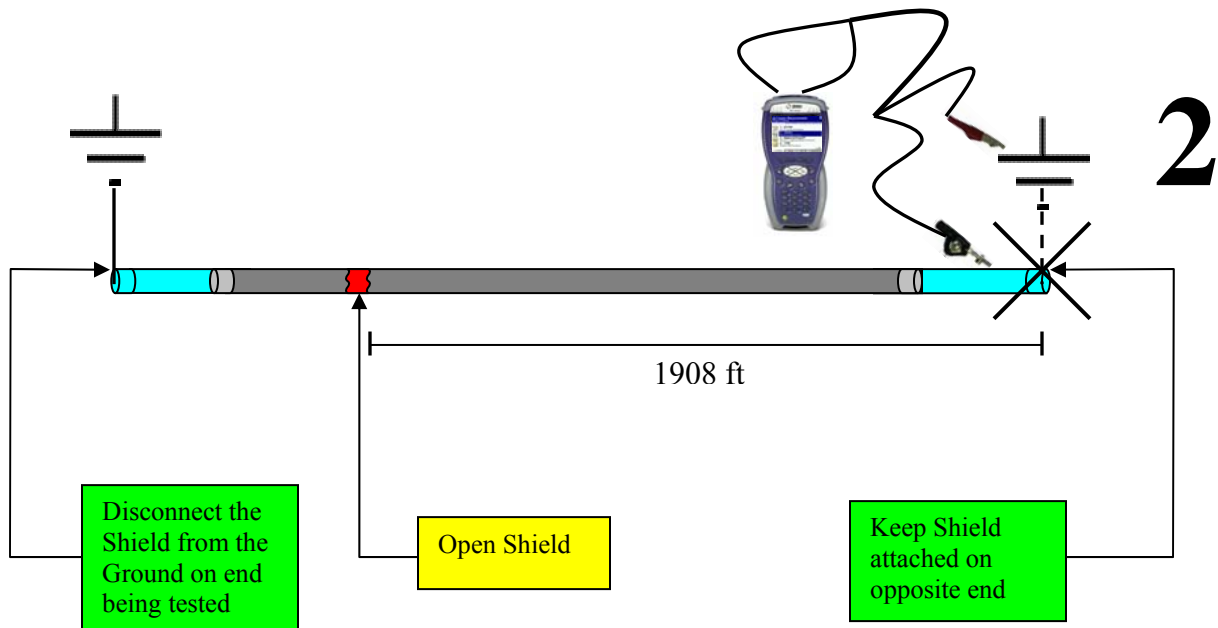 2
1908 ft
Disconnect the
Shield from the
Ground on end
being tested
Open Shield
Keep Shield
attached on
opposite end